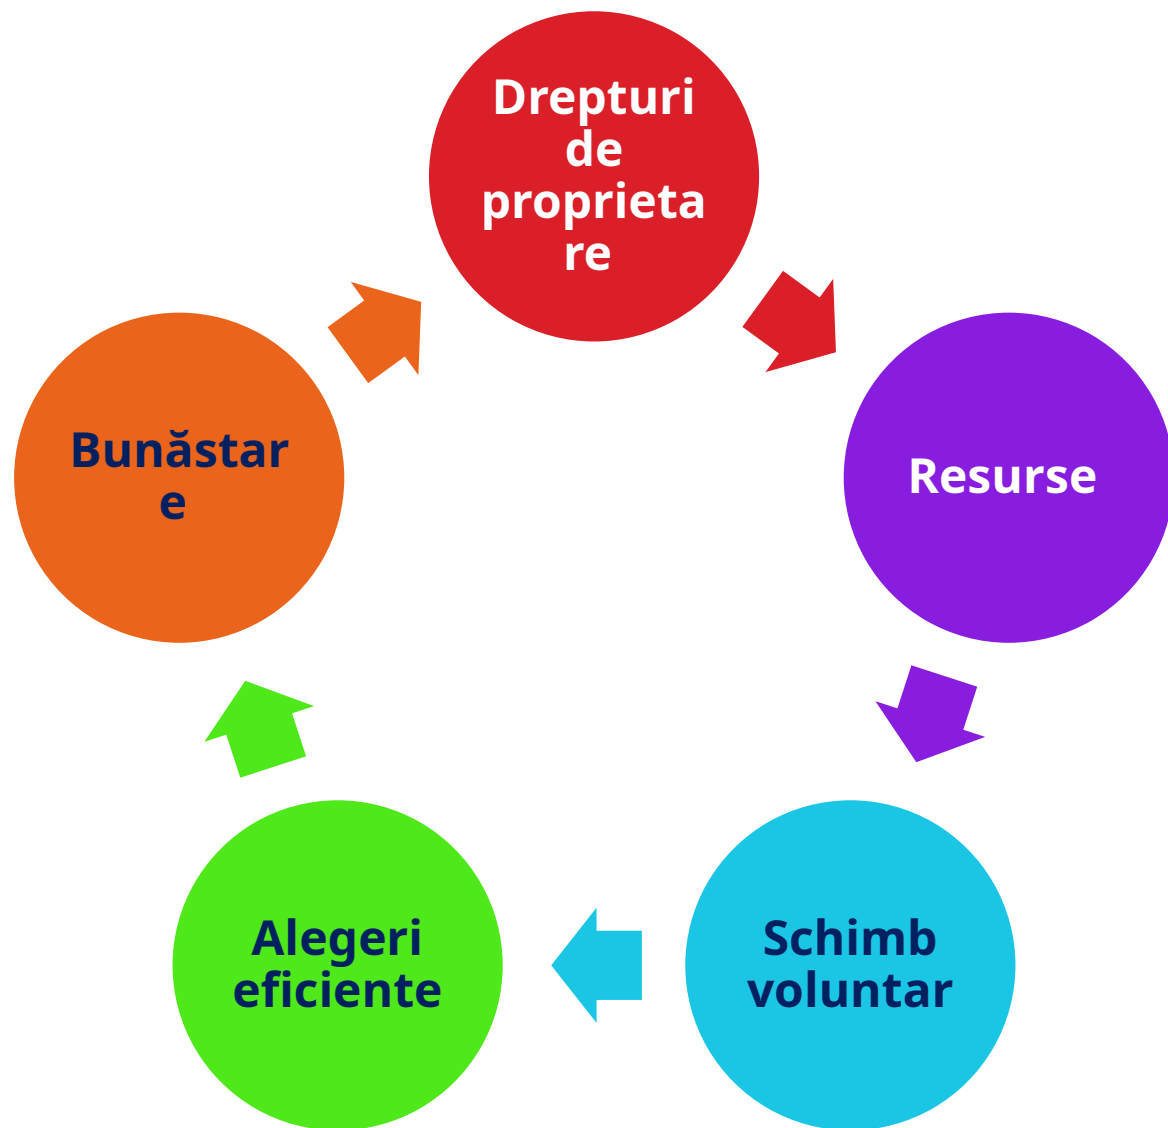 Drepturi
de
proprieta
re
Resurse
Schimb
voluntar
Alegeri
eficiente
Bunăstar
e